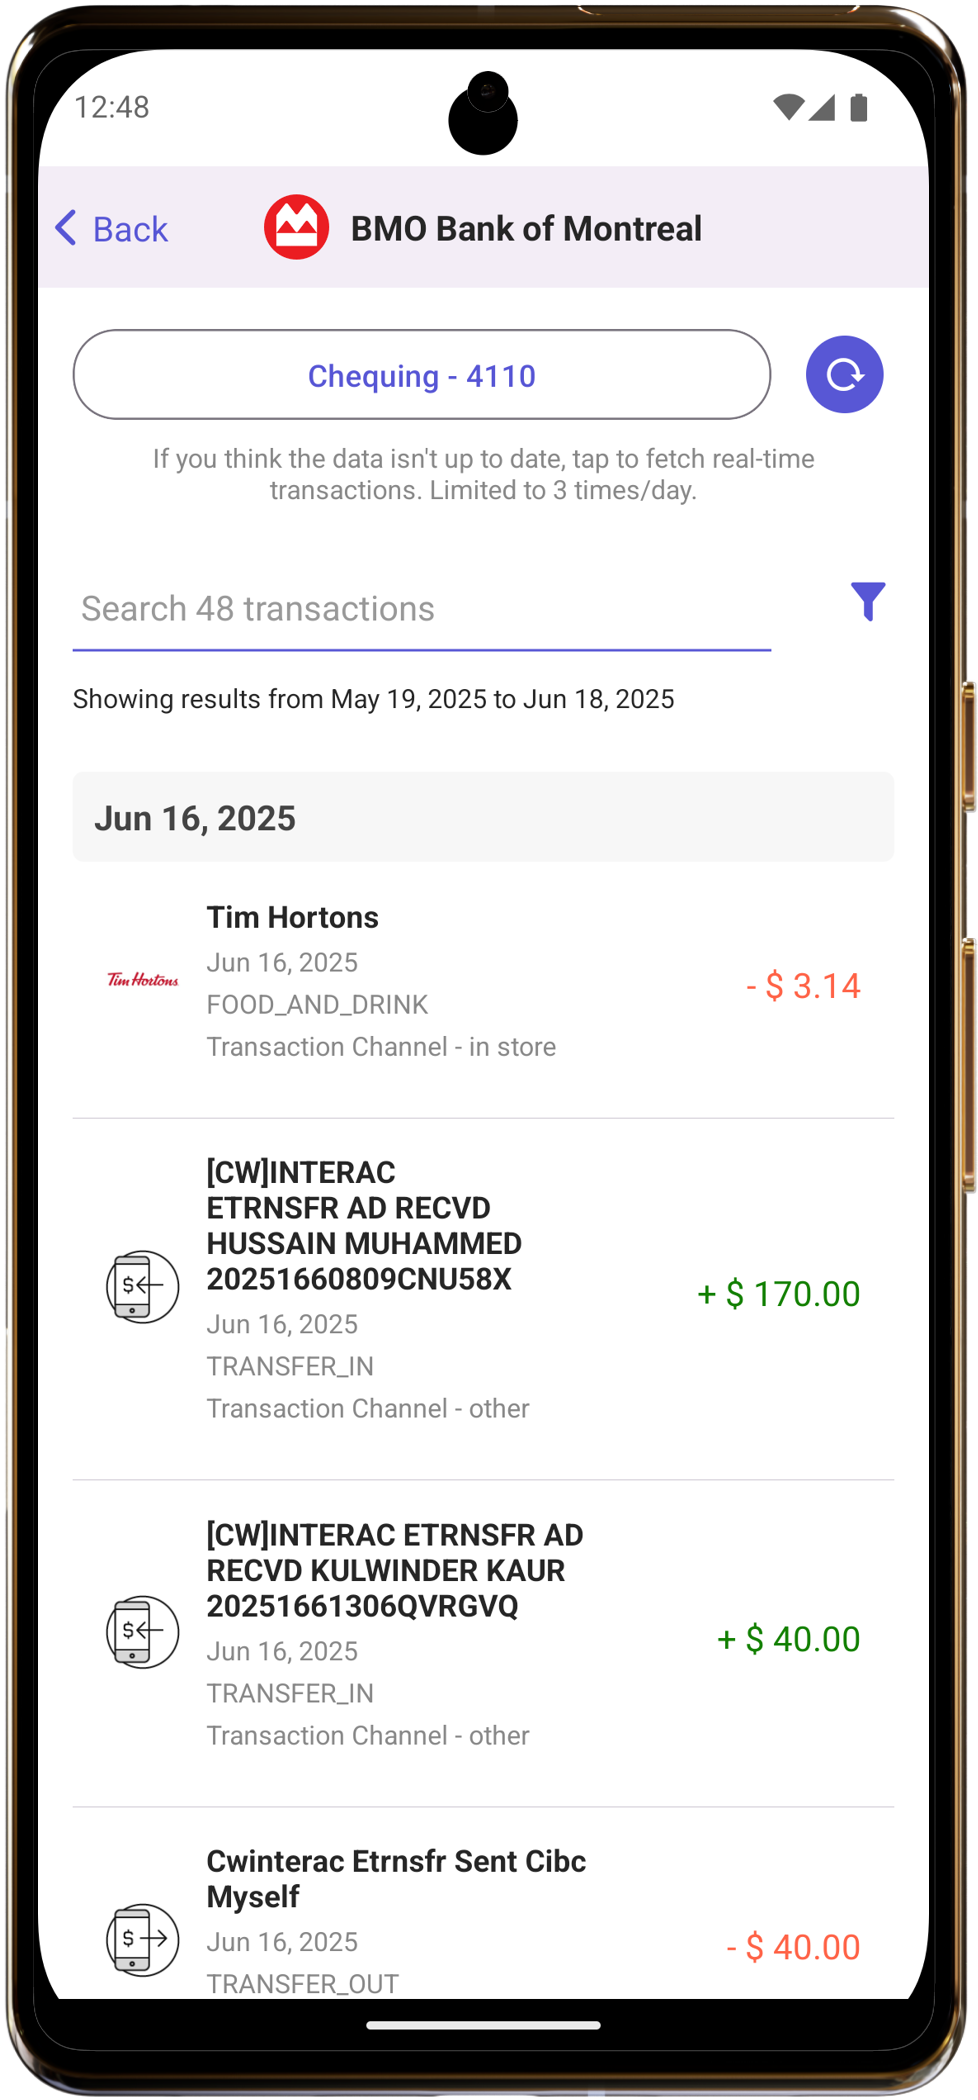 12:48
Back
BMO Bank of Montreal
Chequing - 4110
If you think the data isn't up to date, tap to fetch real-time
transactions. Limited to 3 times/day.
Search 48 transactions
Showing results from May 19, 2025 to Jun 18, 2025
Jun 16, 2025
Tim Hortons
Tim Hortons
Jun 16, 2025
FOOD_AND_DRINK
Transaction Channel - in store
- $ 3.14
[CW]INTERAC
ETRNSFR AD RECVD
HUSSAIN MUHAMMED
20251660809CNU58X
Jun 16, 2025
TRANSFER_IN
Transaction Channel - other
+ $ 170.00
[CW]INTERAC ETRNSFR AD
RECVD KULWINDER KAUR
20251661306QVRGVQ
Jun 16, 2025
TRANSFER_IN
Transaction Channel - other
+ $ 40.00
Cwinterac Etrnsfr Sent Cibc
Myself
Jun 16, 2025
TRANSFER_OUT
- $ 40.00
$
$
$